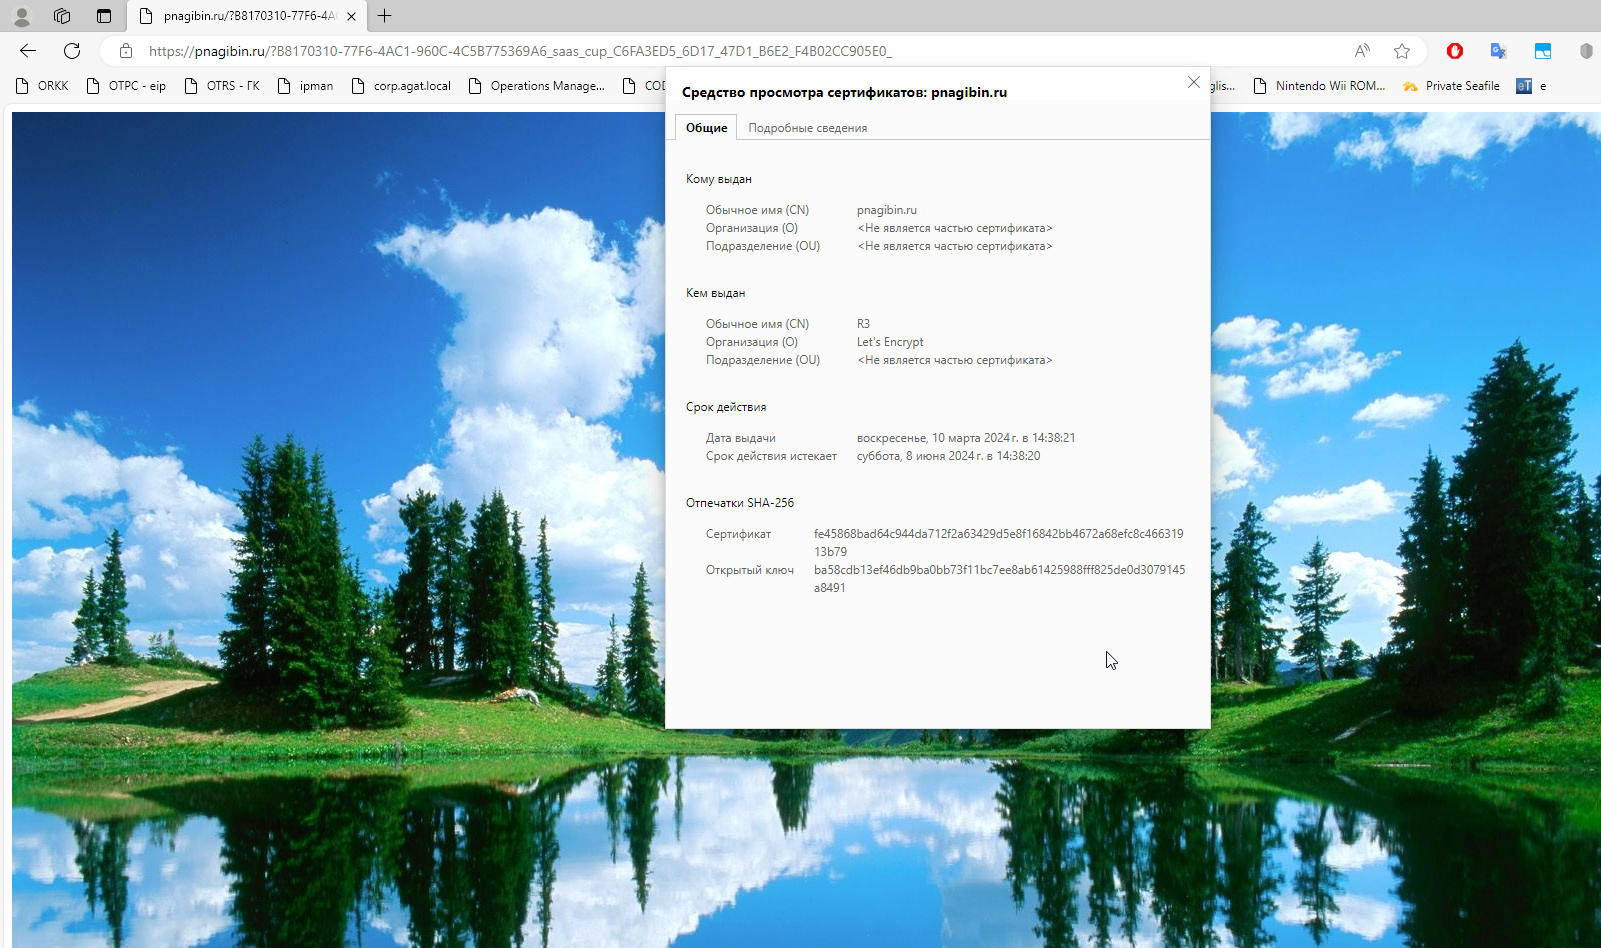 pnagibin.ru/?B8170310-77F6-4A
https://pnagibin.ru/?B8170310-77F6-4AC1-960C-4C5B775369A6_saas_cup_C6FA3ED5_6D17_47D1_B6E2_F4B02CC905E0_
ORKK ОТРС - eip OTRS - ГК ipman corp.agat.local Operations Manage... COD glis... Nintendo Wii ROM... Private Seafile eT e
Средство просмотра сертификатов: pnagibin.ru
Общие Подробные сведения
Кому выдан
Обычное имя (CN) pnagibin.ru
Организация (O) <Не является частью сертификата>
Подразделение (OU) <Не является частью сертификата>
Кем выдан
Обычное имя (CN) R3
Организация (O) Let's Encrypt
Подразделение (OU) <Не является частью сертификата>
Срок действия
Дата выдачи воскресенье, 10 марта 2024 г. в 14:38:21
Срок действия истекает суббота, 8 июня 2024 г. в 14:38:20
Отпечатки SHA-256
Сертификат fe45868bad64c944da712f2a63429d5e8f16842bb4672a68efc8c466319
13b79
Открытый ключ ba58cdb13ef46db9ba0bb73f11bc7ee8ab61425988fff825de0d3079145
a8491